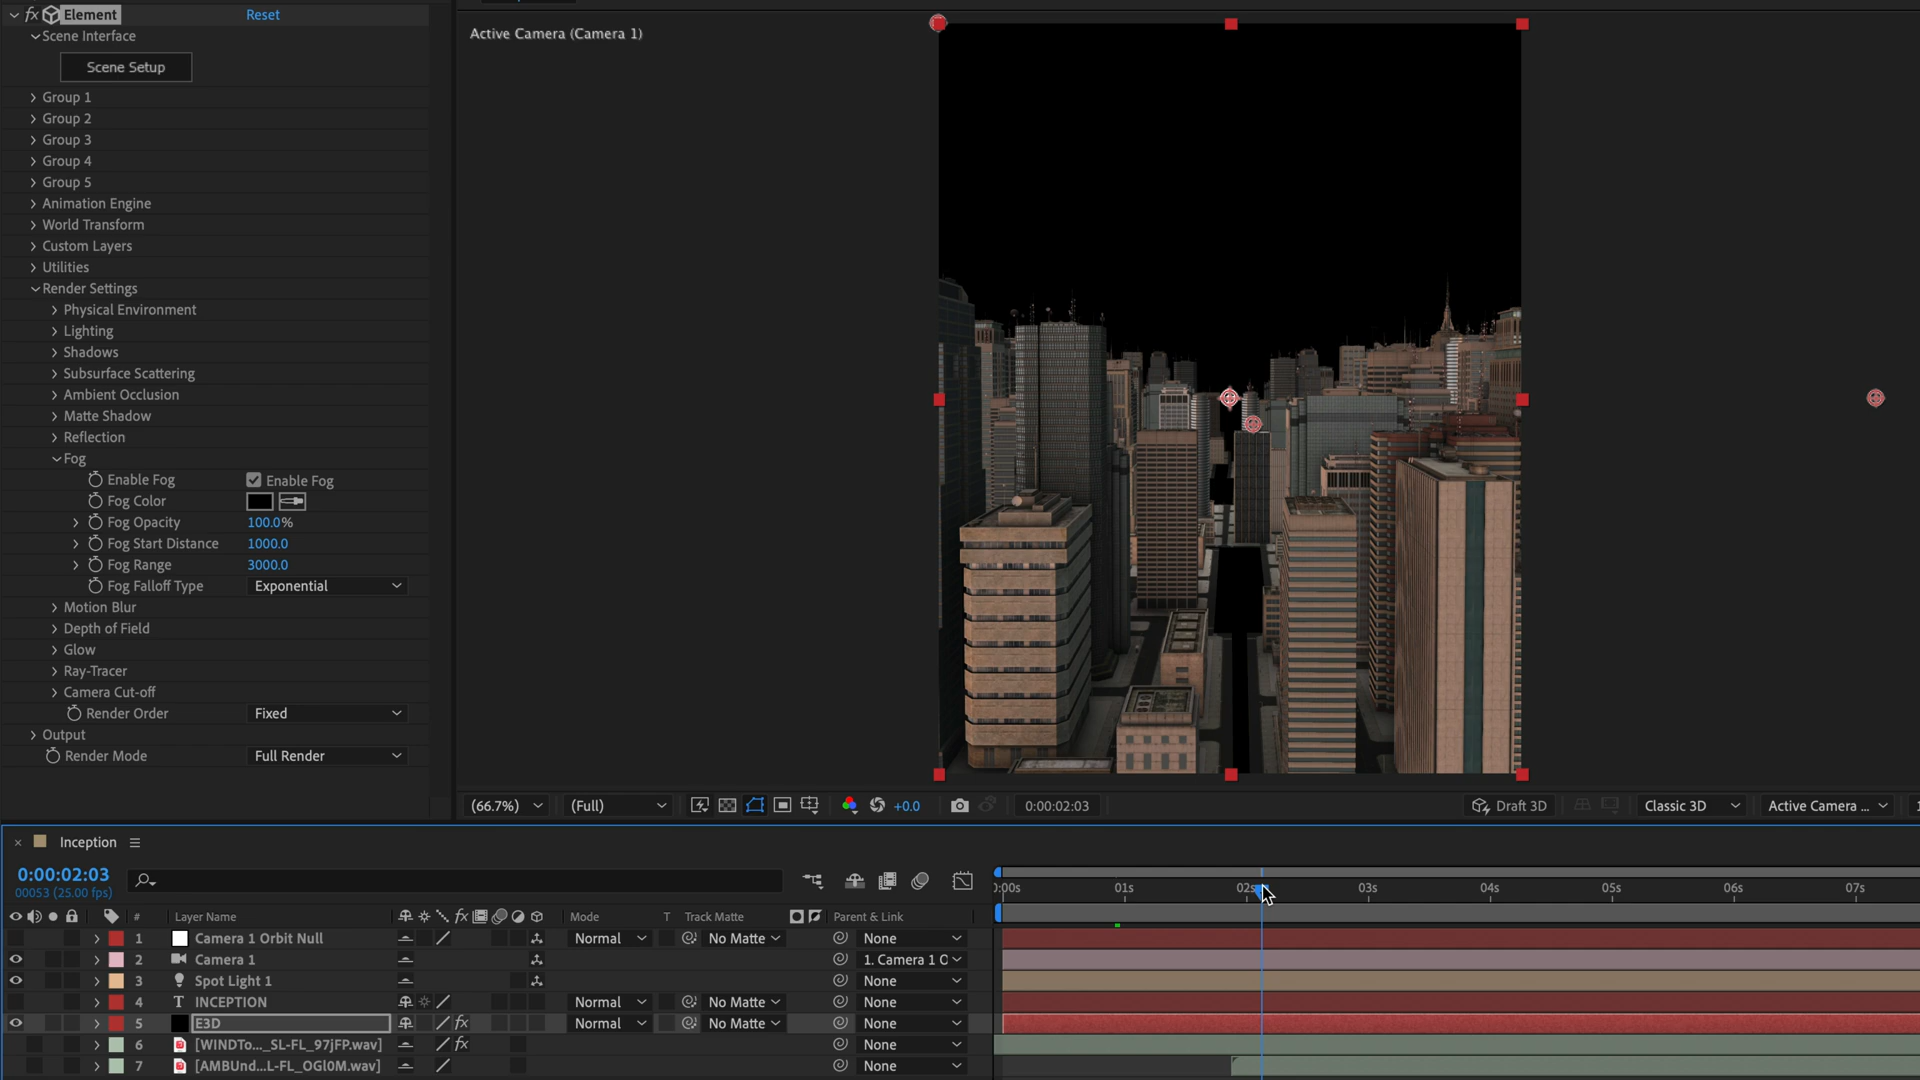 Element
Reset
Scene Interface
Scene Setup
Group 1
Group 2
Group 3
Group 4
Group 5
Animation Engine
World Transform
Custom Layers
Utilities
Render Settings
Physical Environment
Lighting
Shadows
Subsurface Scattering
Ambient Occlusion
Matte Shadow
Reflection
Fog
Enable Fog Enable Fog
Fog Color
Fog Opacity 100.0%
Fog Start Distance 1000.0
Fog Range 3000.0
Fog Falloff Type Exponential
Motion Blur
Depth of Field
Glow
Ray-Tracer
Camera Cut-off
Render Order Fixed
Output
Render Mode Full Render
Active Camera (Camera 1)
(66.7%) (Full) +0.0 0:00:02:03 Draft 3D Classic 3D Active Camera ... 1
× Inception
0:00:02:03
00053 (25.00 fps)
:00s 01s 02s 03s 04s 05s 06s 07s
# Layer Name fx Mode T Track Matte Parent & Link
1 Camera 1 Orbit Null Normal No Matte None
2 Camera 1 1. Camera 1 O
3 Spot Light 1 None
4 T INCEPTION Normal No Matte None
5 E3D fx Normal No Matte None
6 [WINDTo..._SL-FL_97jFP.wav] fx None
7 [AMBUnd...L-FL_OGl0M.wav] None